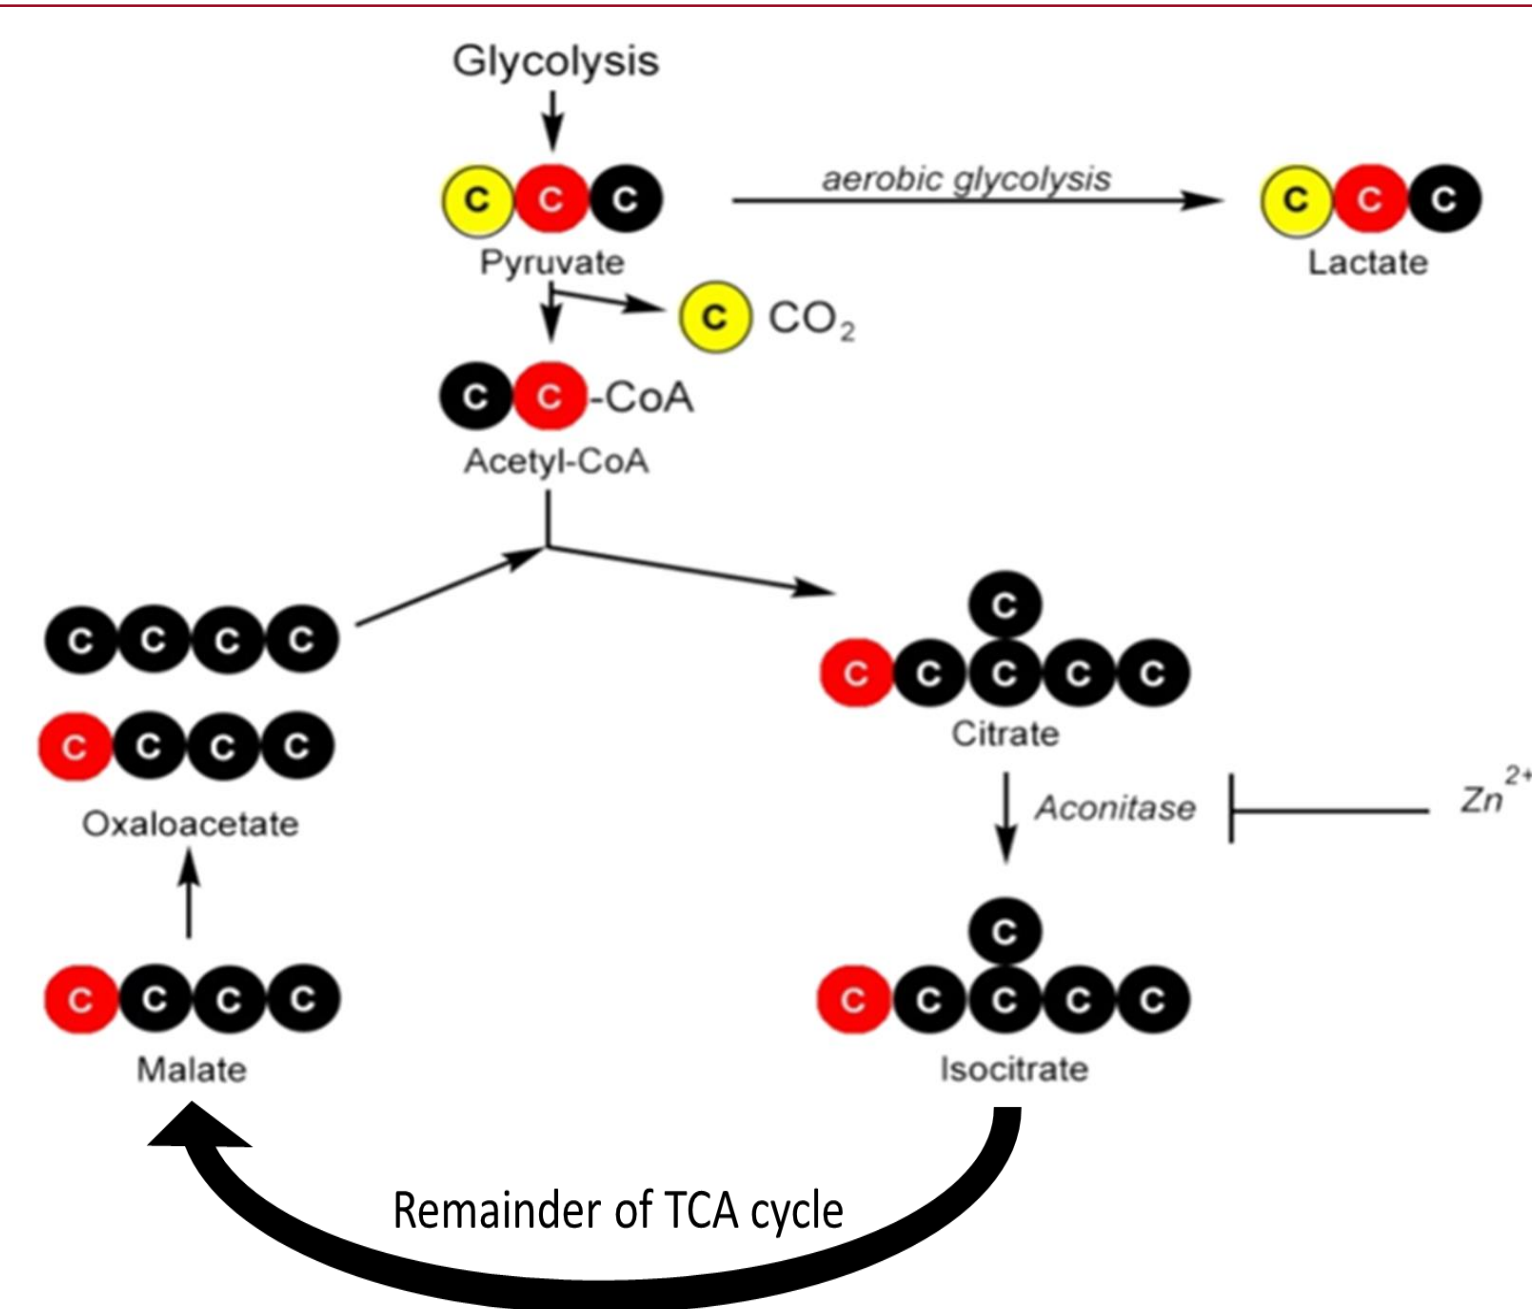 Glycolysis
C C C
aerobic glycolysis
C C C
Pyruvate
Lactate
C CO₂
C C -CoA
Acetyl-CoA
C
C C C C
C C C C C
Citrate
C C C C
Oxaloacetate
Aconitase
Zn²⁺
C
C C C C
C C C C C
Malate
Isocitrate
Remainder of TCA cycle